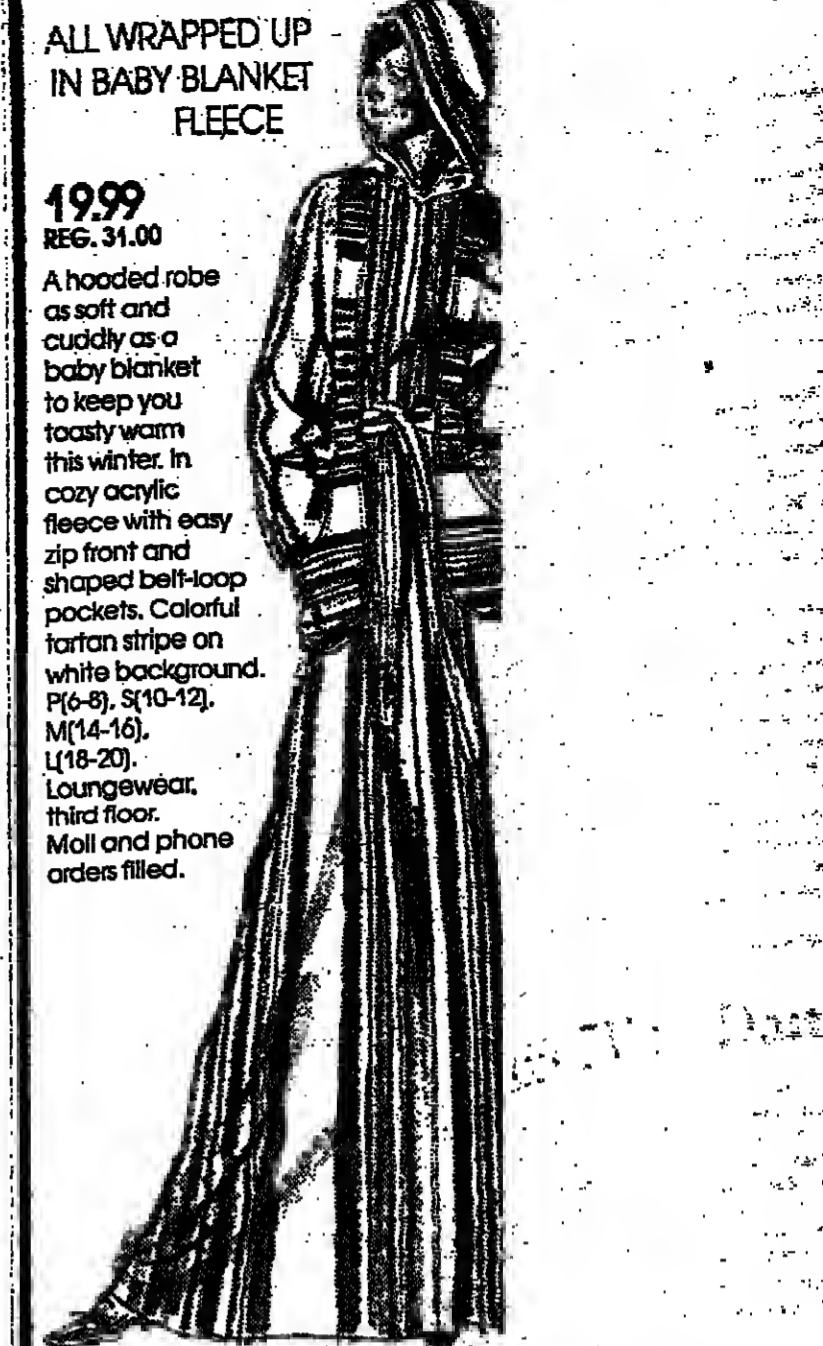 ALL WRAPPED UP
IN BABY BLANKET
FLEECE
19.99
REG. 31.00
A hooded robe
as soft and
cuddly as a
baby blanket
to keep you
toasty warm
this winter. In
cozy acrylic
fleece with easy
zip front and
shaped belt-loop
pockets. Colorful
tartan stripe on
white background.
P(6-8), S(10-12),
M(14-16),
L(18-20).
Loungewear,
third floor.
Mail and phone
orders filled.